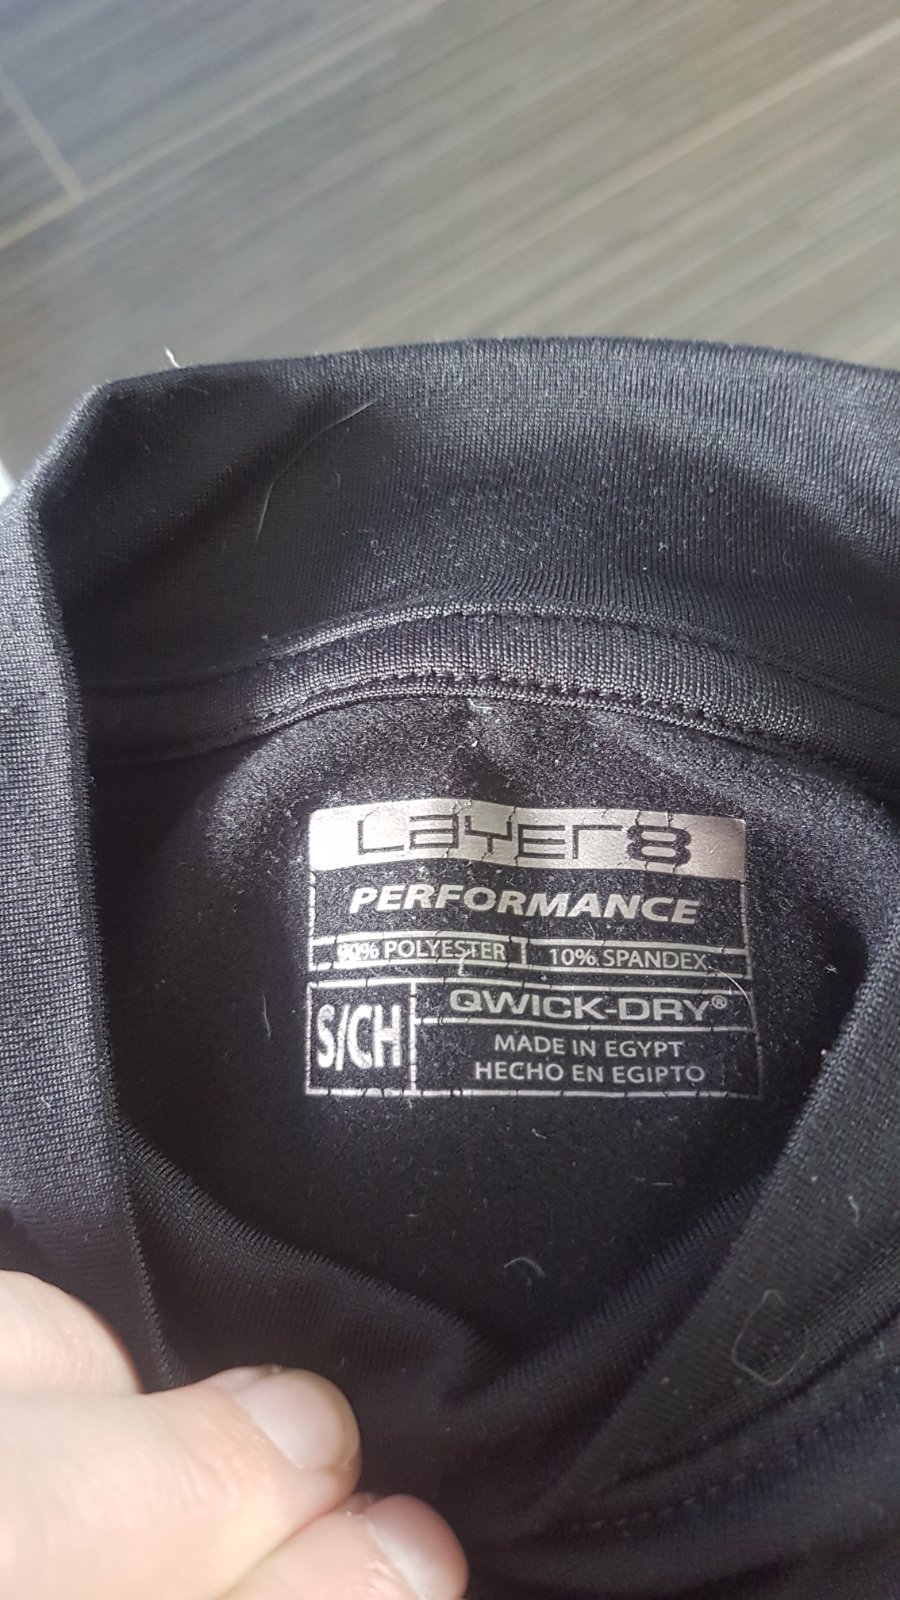 Layer 8
PERFORMANCE
90% POLYESTER 10% SPANDEX
S/CH
QWICK-DRY®
MADE IN EGYPT
HECHO EN EGIPTO